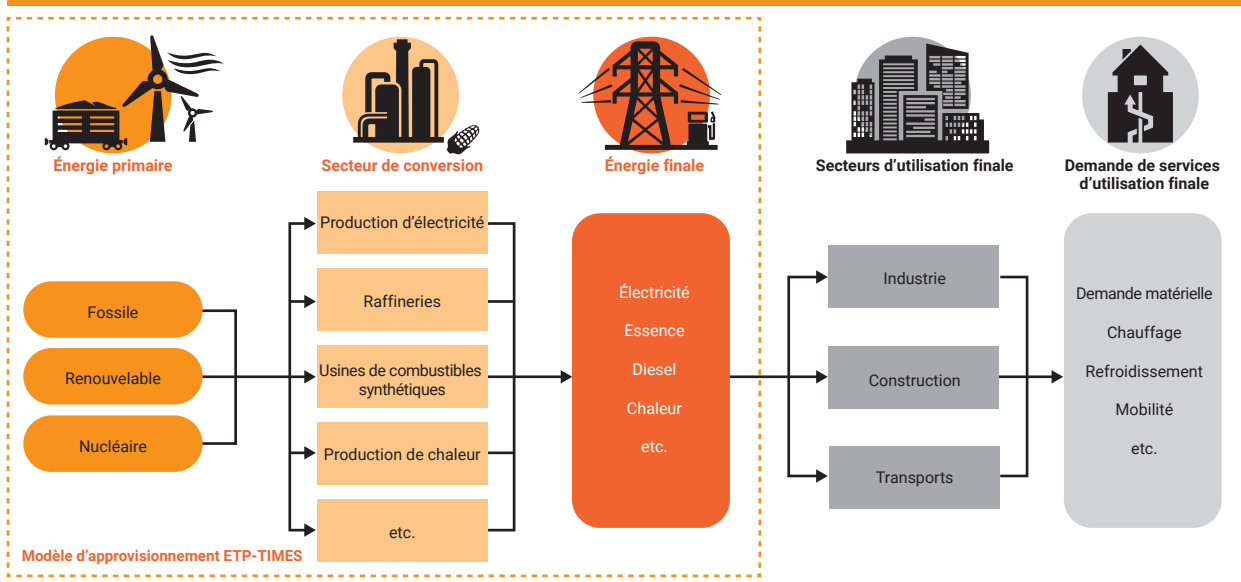 Énergie primaire
Secteur de conversion
Énergie finale
Secteurs d'utilisation finale
Demande de services
d'utilisation finale
Fossile
Renouvelable
Nucléaire
Production d'électricité
Raffineries
Usines de combustibles
synthétiques
Production de chaleur
etc.
Électricité
Essence
Diesel
Chaleur
etc.
Industrie
Construction
Transports
Demande matérielle
Chauffage
Refroidissement
Mobilité
etc.
Modèle d'approvisionnement ETP-TIMES